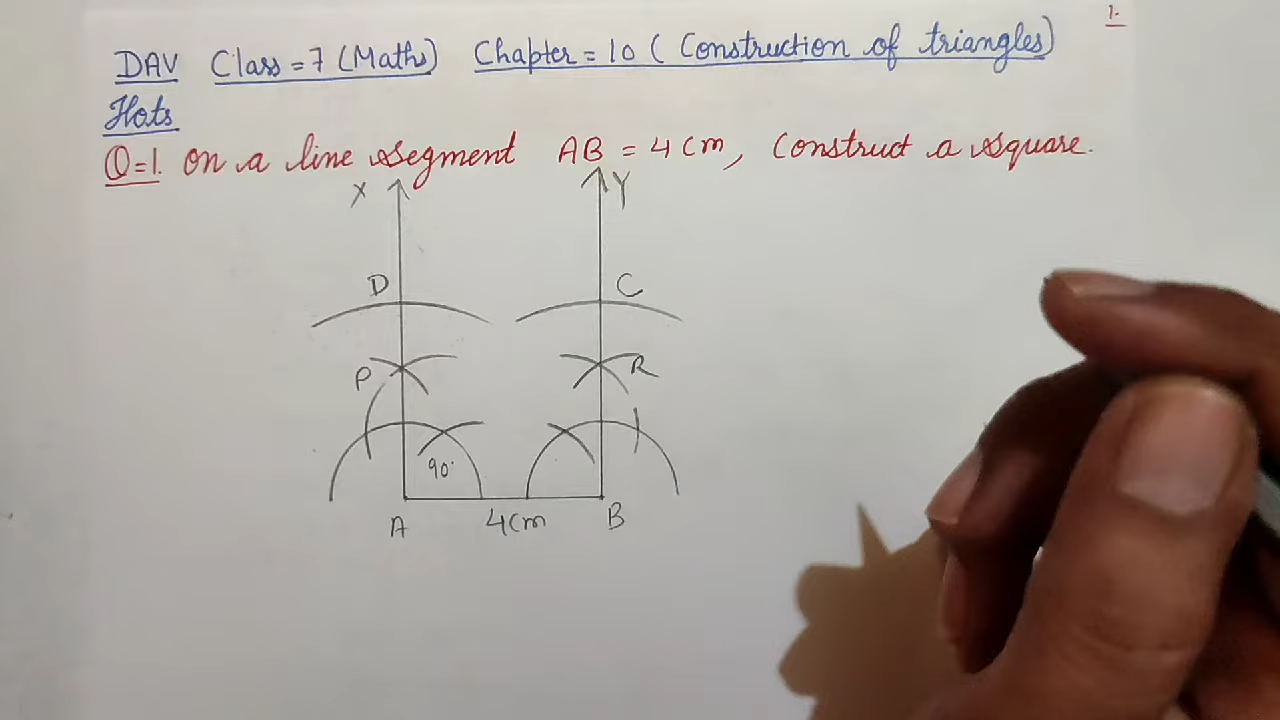 1.
DAV Class = 7 (Maths) Chapter = 10 ( Construction of triangles)
Hots
Q=1. on a line segment AB = 4 cm, Construct a square.
X Y
D C
P R
90°
A 4cm B